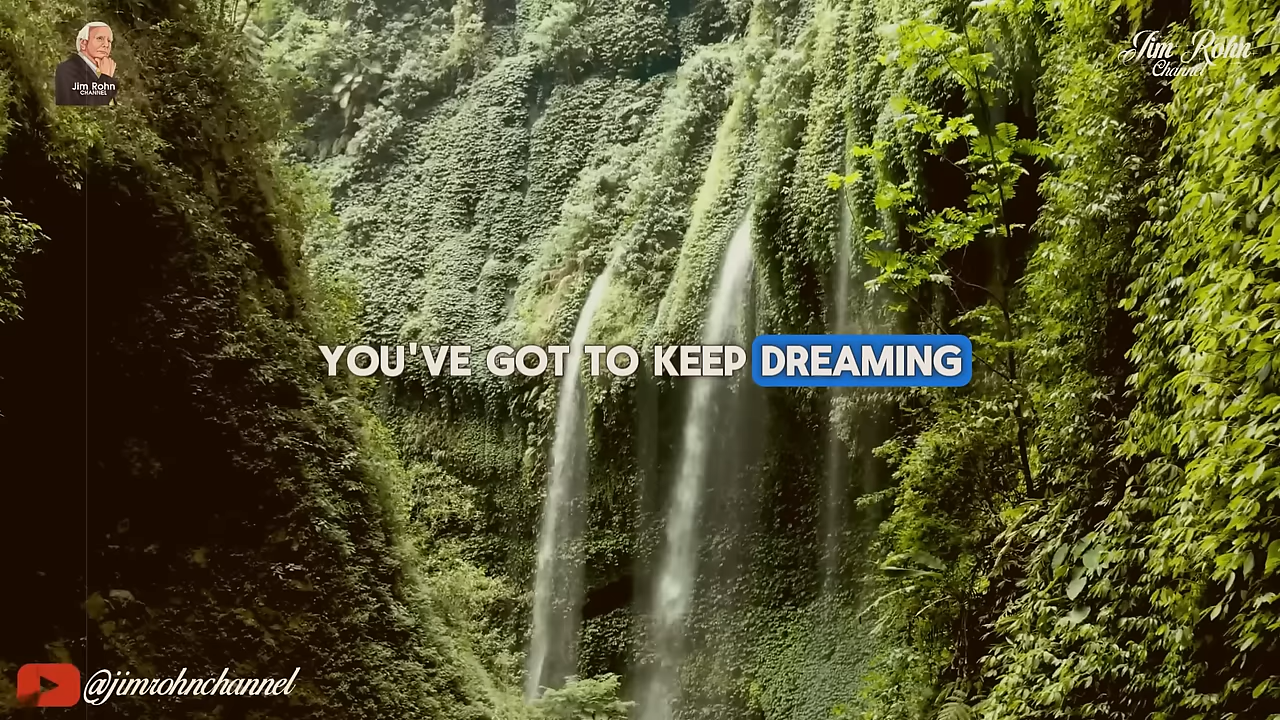 Jim Rohn
CHANNEL
Jim Rohn
Channel
YOU'VE GOT TO KEEP DREAMING
@jimrohnchannel